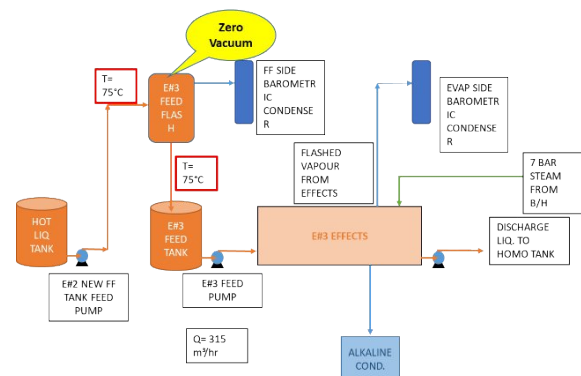 Zero
Vacuum
T=
75°C
E#3
FEED
FLAS
H
FF SIDE
BAROMETR
IC
CONDENSE
R
EVAP SIDE
BAROMETR
IC
CONDENSE
R
T=
75°C
FLASHED
VAPOUR
FROM
EFFECTS
7 BAR
STEAM
FROM
B/H
HOT
LIQ
TANK
E#3
FEED
TANK
E#3 EFFECTS
DISCHARGE
LIQ. TO
HOMO TANK
E#2 NEW FF
TANK FEED
PUMP
E#3 FEED
PUMP
Q= 315
m³/hr
ALKALINE
COND.